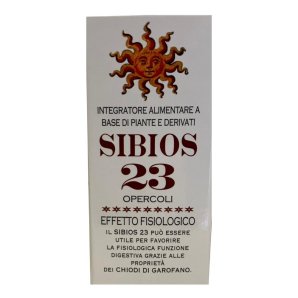 INTEGRATORE ALIMENTARE A
BASE DI PIANTE E DERIVATI
SIBIOS
23
OPERCOLI
EFFETTO FISIOLOGICO
IL SIBIOS 23 PUÒ ESSERE
UTILE PER FAVORIRE
LA FISIOLOGICA FUNZIONE
DIGESTIVA GRAZIE ALLE
PROPRIETÀ
DEI CHIODI DI GAROFANO.